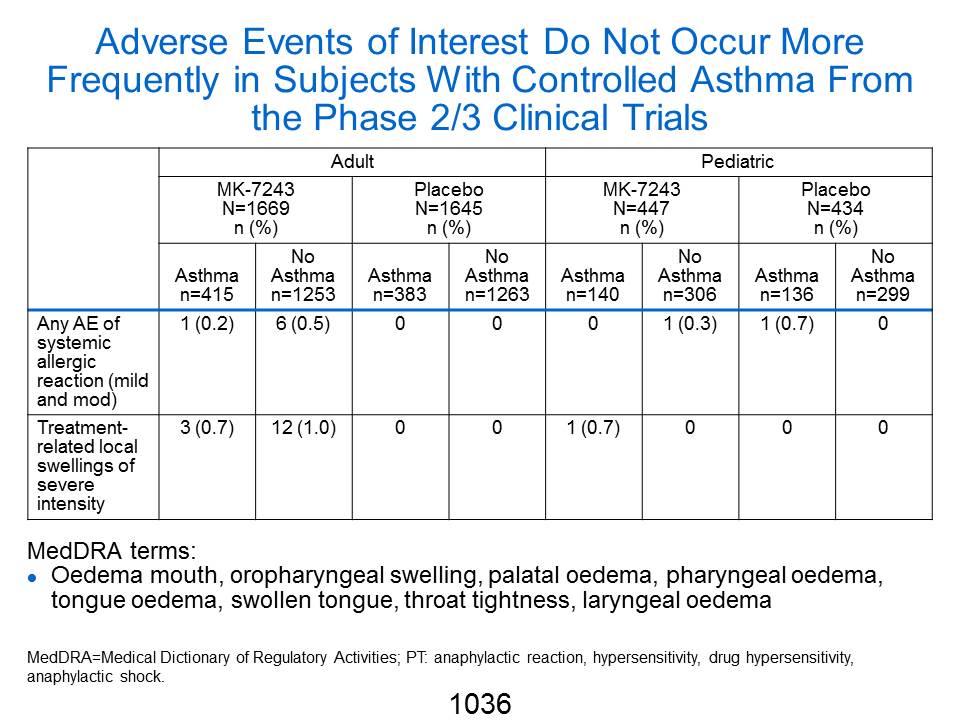 Adverse Events of Interest Do Not Occur More
Frequently in Subjects With Controlled Asthma From
the Phase 2/3 Clinical Trials
Adult
Pediatric
MK-7243
N=1669
n (%)
Placebo
N=1645
n (%)
MK-7243
N=447
n (%)
Placebo
N=434
n (%)
Asthma
n=415
No
Asthma
n=1253
Asthma
n=383
No
Asthma
n=1263
Asthma
n=140
No
Asthma
n=306
Asthma
n=136
No
Asthma
n=299
Any AE of
systemic
allergic
reaction (mild
and mod)
1 (0.2)
6 (0.5)
0
0
0
1 (0.3)
1 (0.7)
0
Treatment-
related local
swellings of
severe
intensity
3 (0.7)
12 (1.0)
0
0
1 (0.7)
0
0
0
MedDRA terms:
● Oedema mouth, oropharyngeal swelling, palatal oedema, pharyngeal oedema,
tongue oedema, swollen tongue, throat tightness, laryngeal oedema
MedDRA=Medical Dictionary of Regulatory Activities; PT: anaphylactic reaction, hypersensitivity, drug hypersensitivity,
anaphylactic shock.
1036